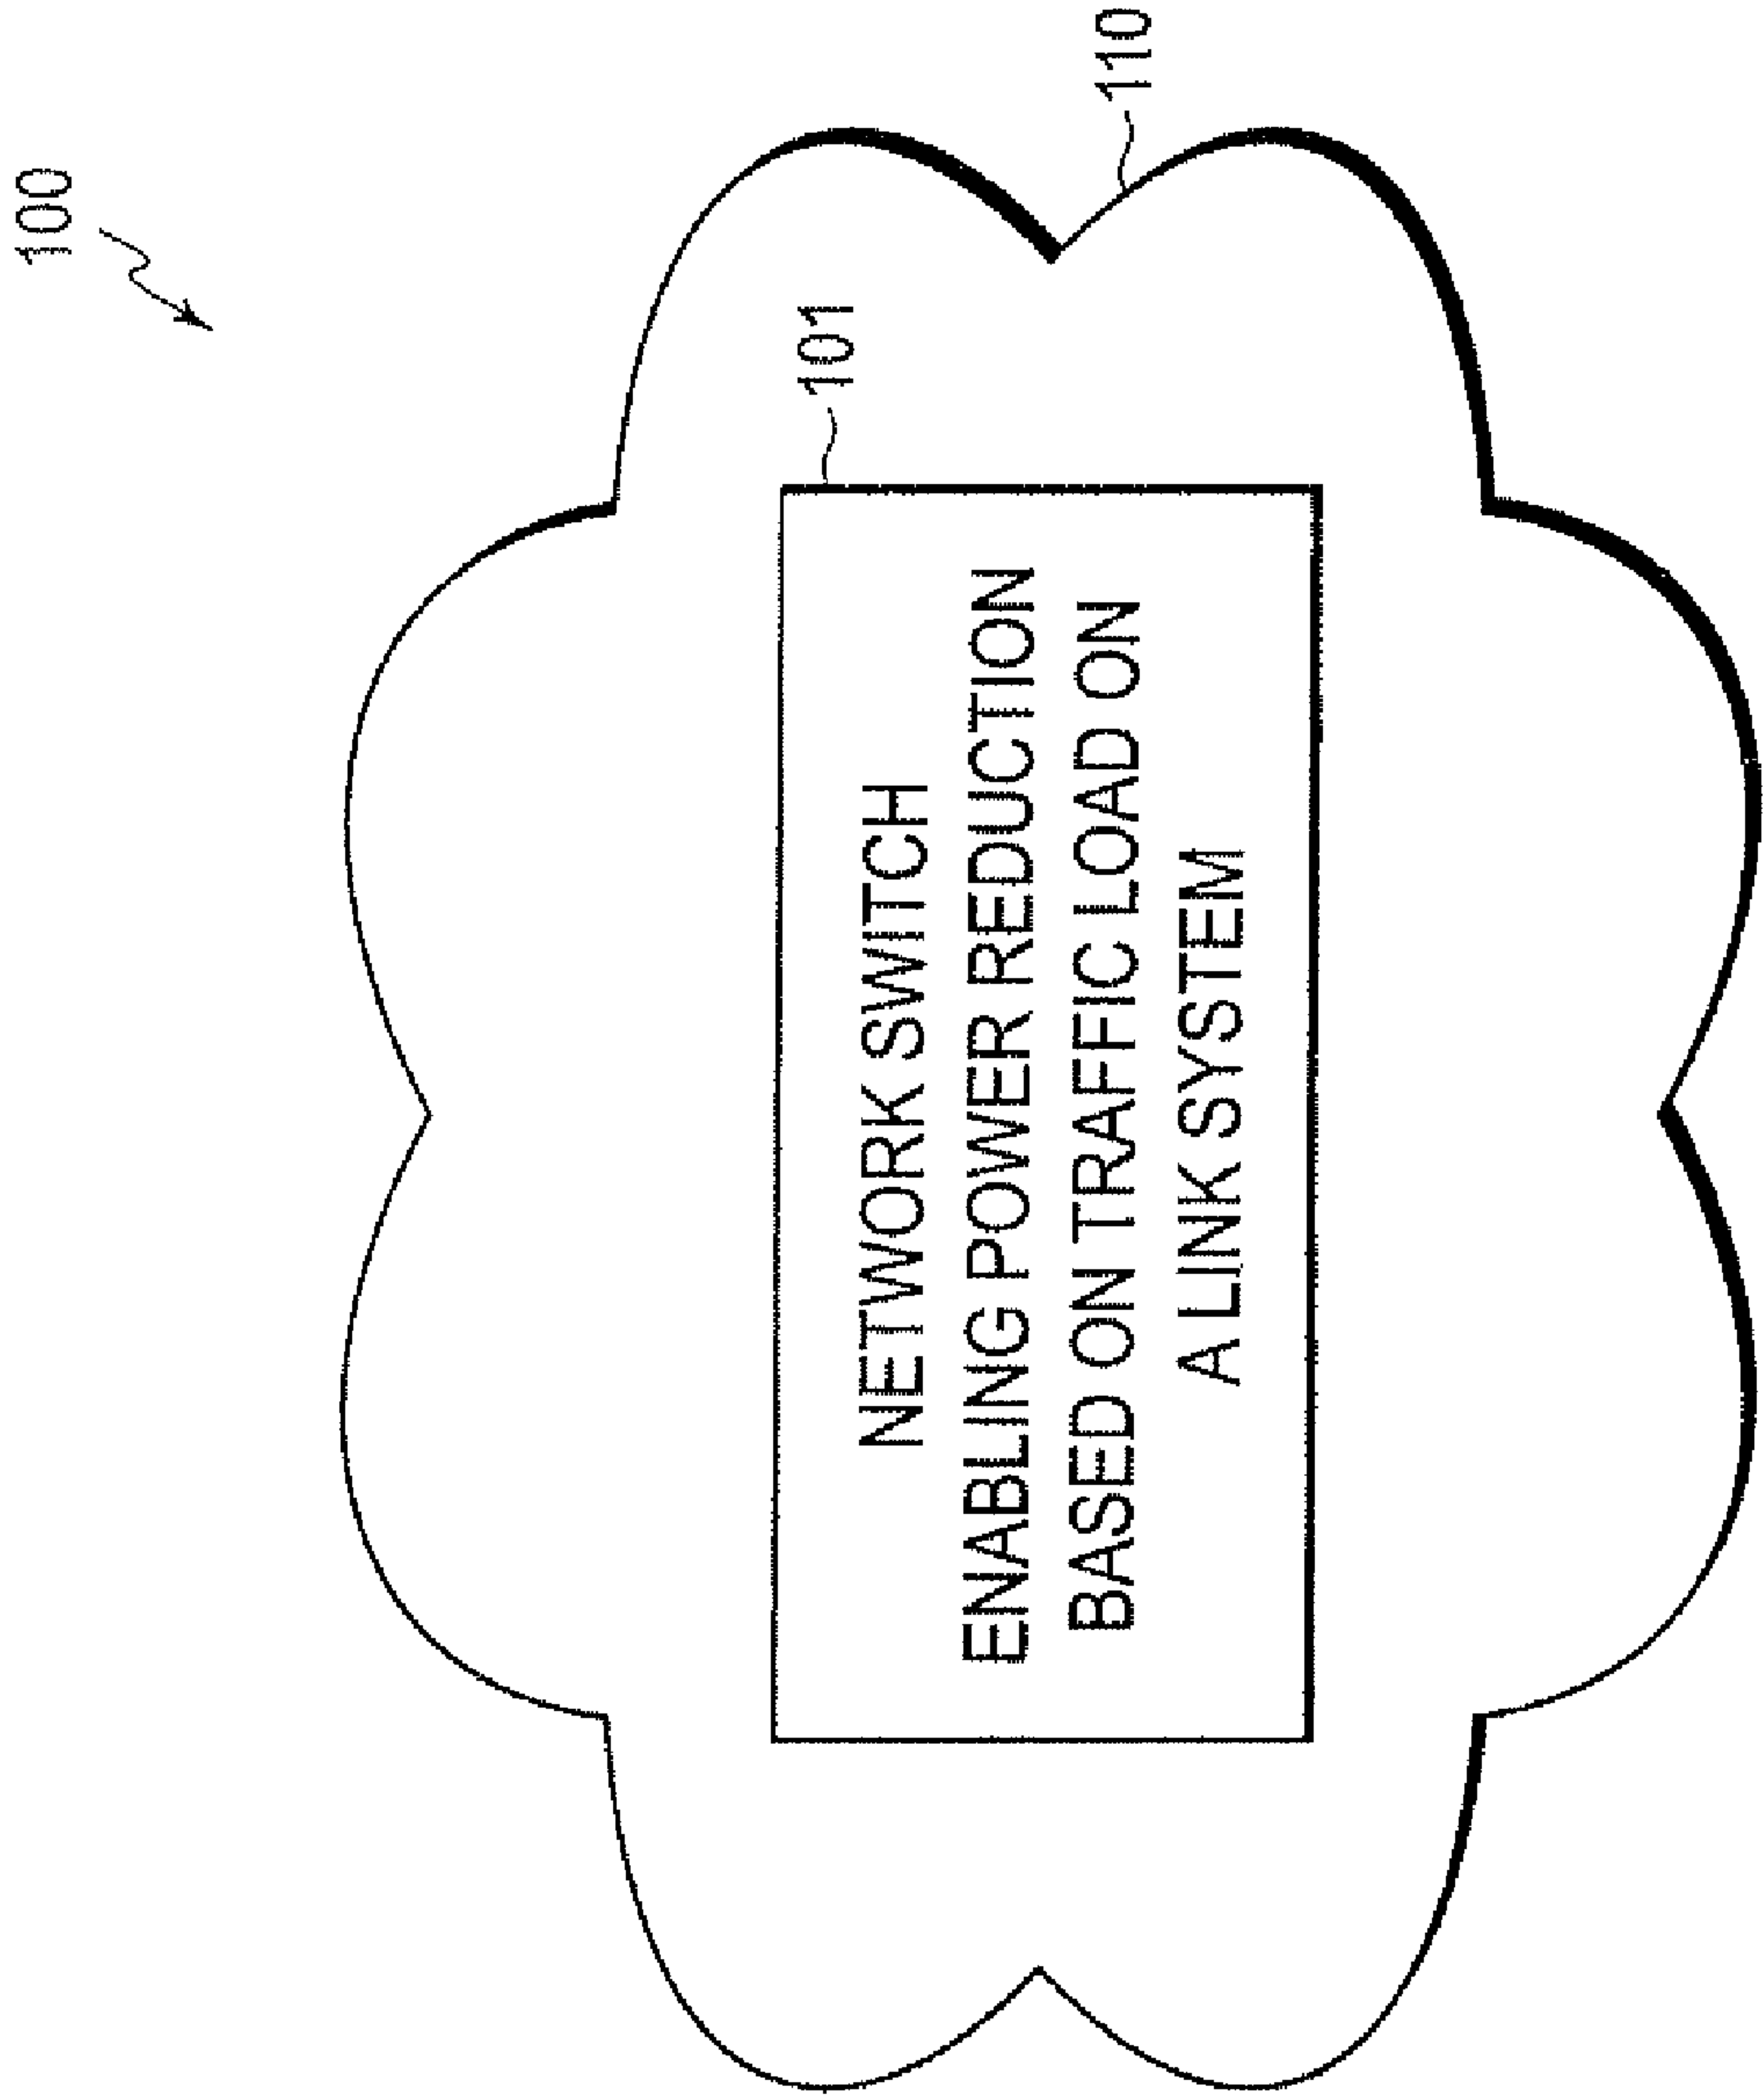 100
101
NETWORK SWITCH
ENABLING POWER REDUCTION
BASED ON TRAFFIC LOAD ON
A LINK SYSTEM
110